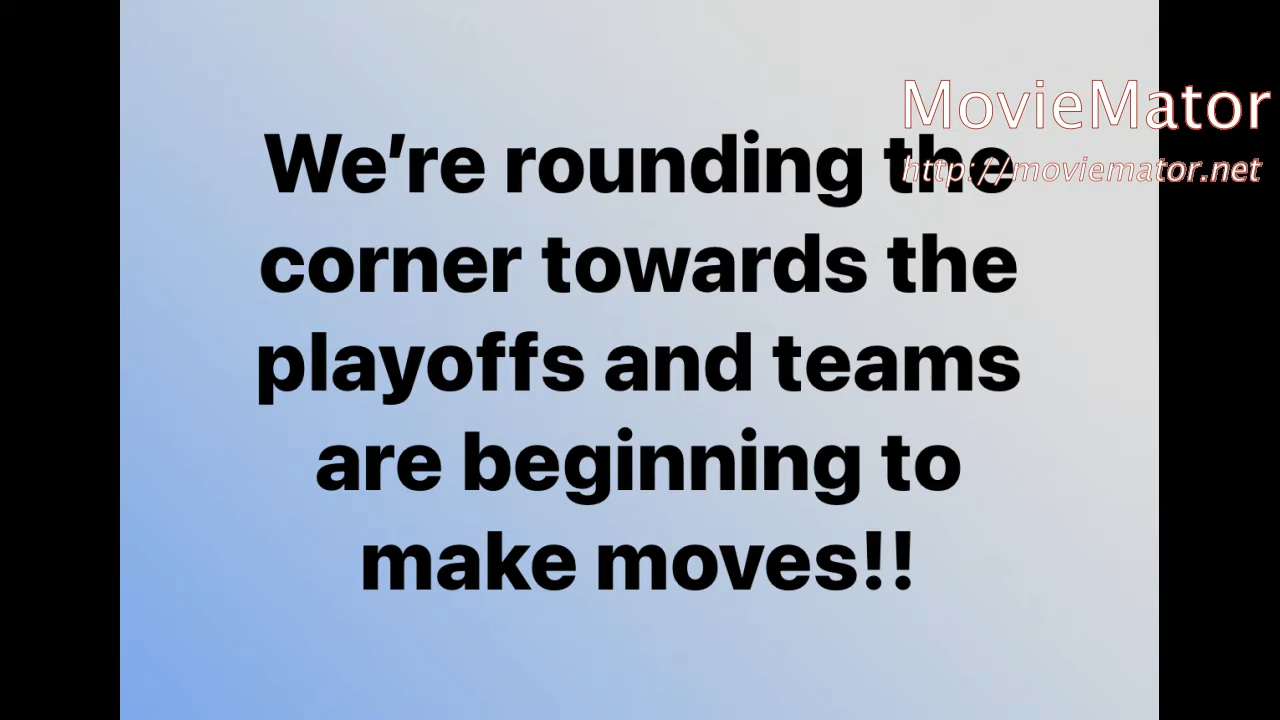 MovieMator
http://moviemator.net
We’re rounding the
corner towards the
playoffs and teams
are beginning to
make moves!!